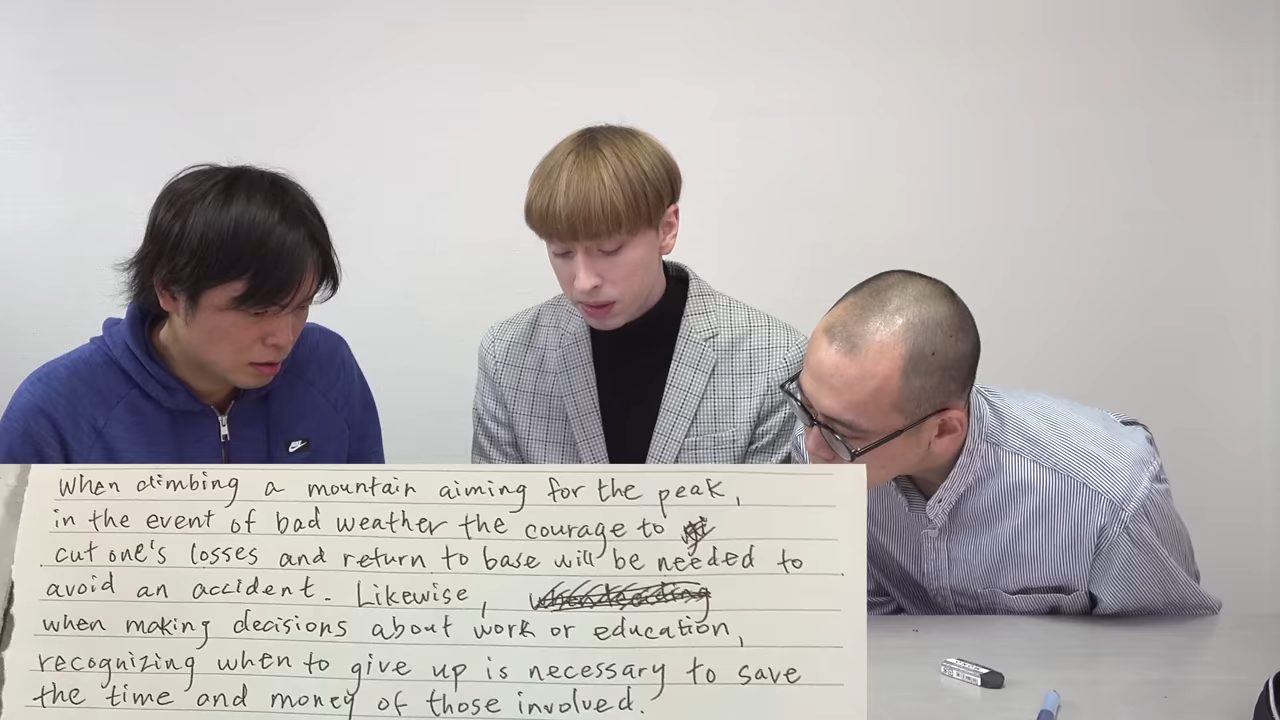 When climbing a mountain aiming for the peak,
in the event of bad weather the courage to
cut one's losses and return to base will be needed to
avoid an accident. Likewise,
when making decisions about work or education,
recognizing when to give up is necessary to save
the time and money of those involved.